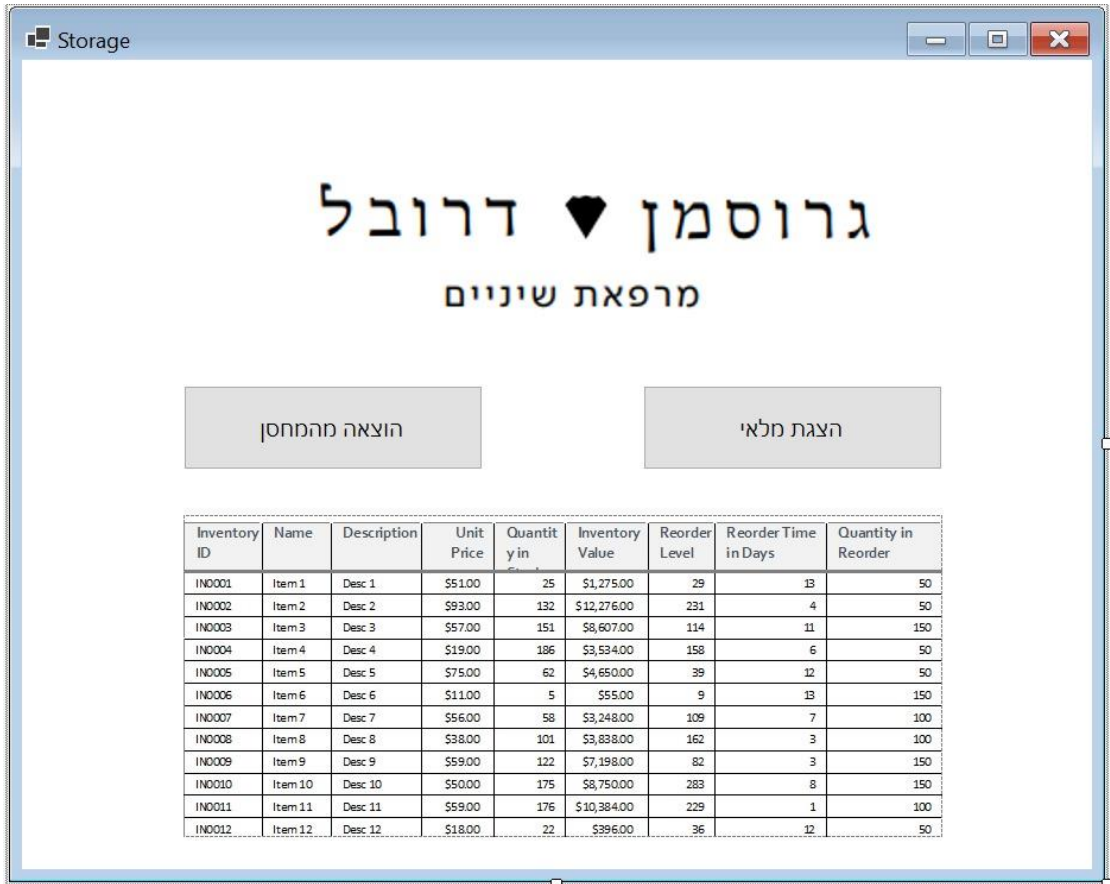 Storage
גרוסמן דרובל
מרפאת שיניים
הצגת מלאי
הוצאה מהמחסן
Inventory ID Name Description Unit Price Quantity in Inventory Value Reorder Level Reorder Time in Days Quantity in Reorder
IN0001 Item 1 Desc 1 $51.00 25 $1,275.00 29 13 50
IN0002 Item 2 Desc 2 $93.00 132 $12,276.00 231 4 50
IN0003 Item 3 Desc 3 $57.00 151 $8,607.00 114 11 150
IN0004 Item 4 Desc 4 $19.00 186 $3,534.00 158 6 50
IN0005 Item 5 Desc 5 $75.00 62 $4,650.00 39 12 50
IN0006 Item 6 Desc 6 $11.00 5 $55.00 9 13 150
IN0007 Item 7 Desc 7 $56.00 58 $3,248.00 109 7 100
IN0008 Item 8 Desc 8 $38.00 101 $3,838.00 162 3 100
IN0009 Item 9 Desc 9 $59.00 122 $7,198.00 82 3 150
IN0010 Item 10 Desc 10 $50.00 175 $8,750.00 283 8 150
IN0011 Item 11 Desc 11 $59.00 176 $10,384.00 229 1 100
IN0012 Item 12 Desc 12 $18.00 22 $396.00 36 12 50